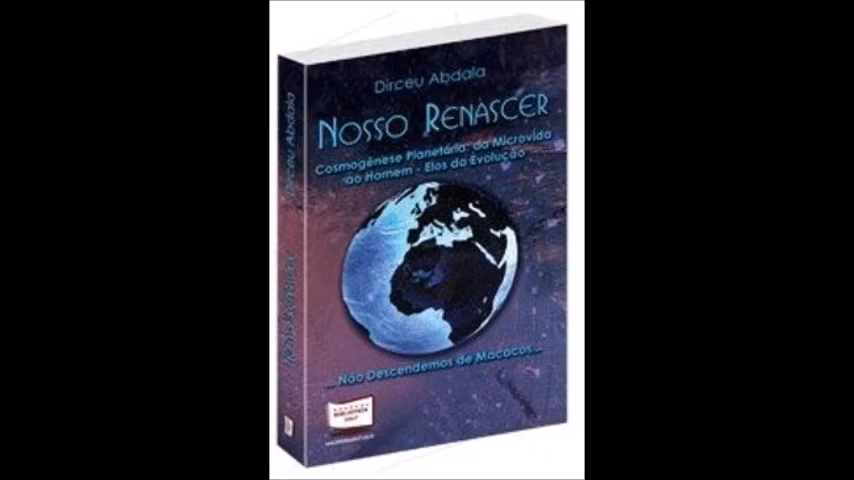 Dirceu Abdala
NOSSO RENASCER
Cosmogênese Planetária: da Microvida
ao Homem - Elos da Evolução
... Não Descendemos de Macacos...
BIBLIOTECA
Dirceu Abdala
NOSSO RENASCER